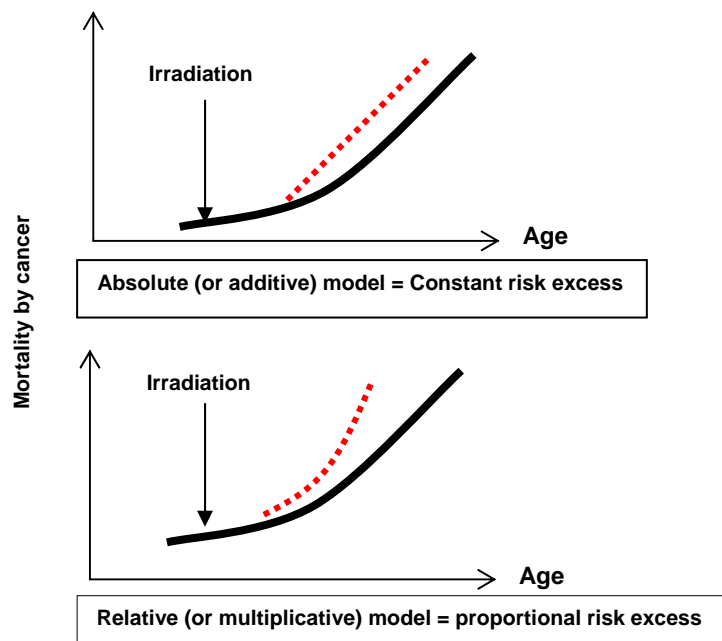 Mortality by cancer
Irradiation
Age
Absolute (or additive) model = Constant risk excess
Irradiation
Age
Relative (or multiplicative) model = proportional risk excess